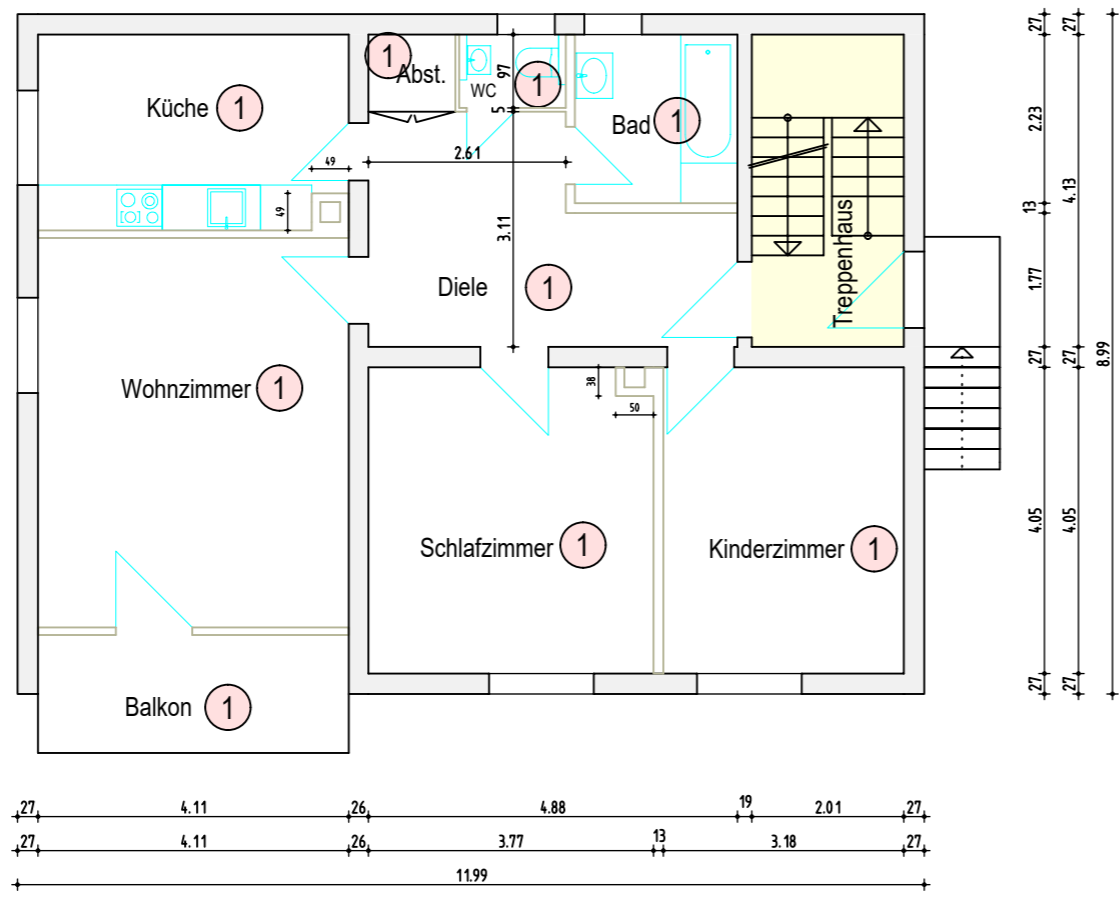 1
Abst.
Küche 1
WC
97
5
1
Bad 1
49
2.61
49
3.11
Treppenhaus
Diele 1
Wohnzimmer 1
38
50
Schlafzimmer 1
Kinderzimmer 1
Balkon 1
27
2.23
13
1.77
27
4.05
27
27
4.13
27
4.05
27
8.99
27 4.11 26 4.88 19 2.01 27
27 4.11 26 3.77 13 3.18 27
11.99